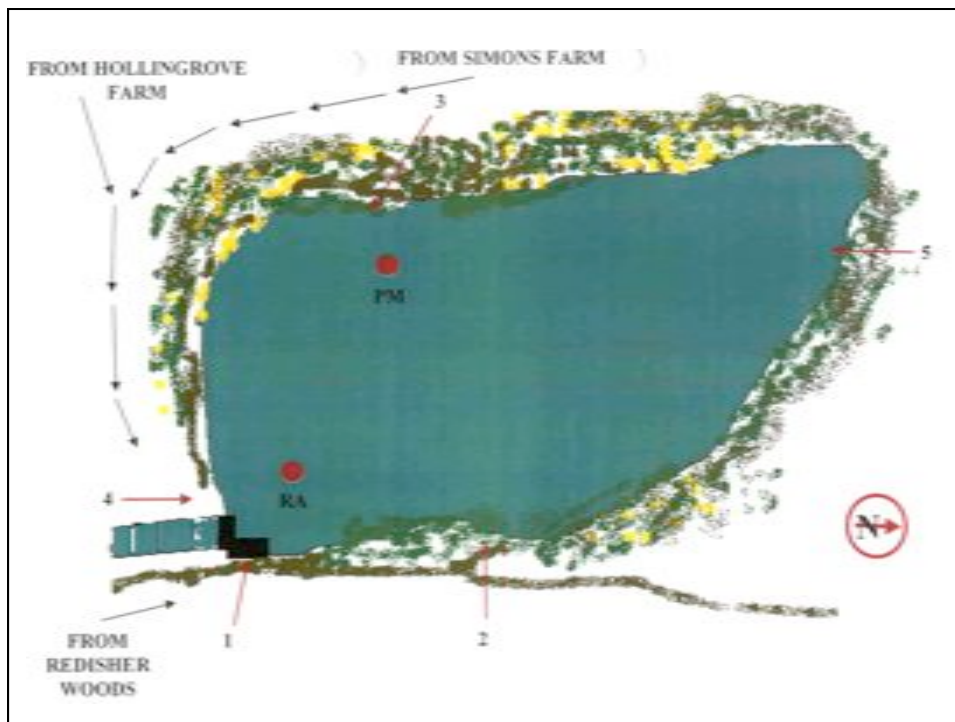 FROM HOLLINGROVE
FARM
FROM SIMONS FARM
3
PM
5
RA
4
N
1
2
FROM
REDISHER
WOODS